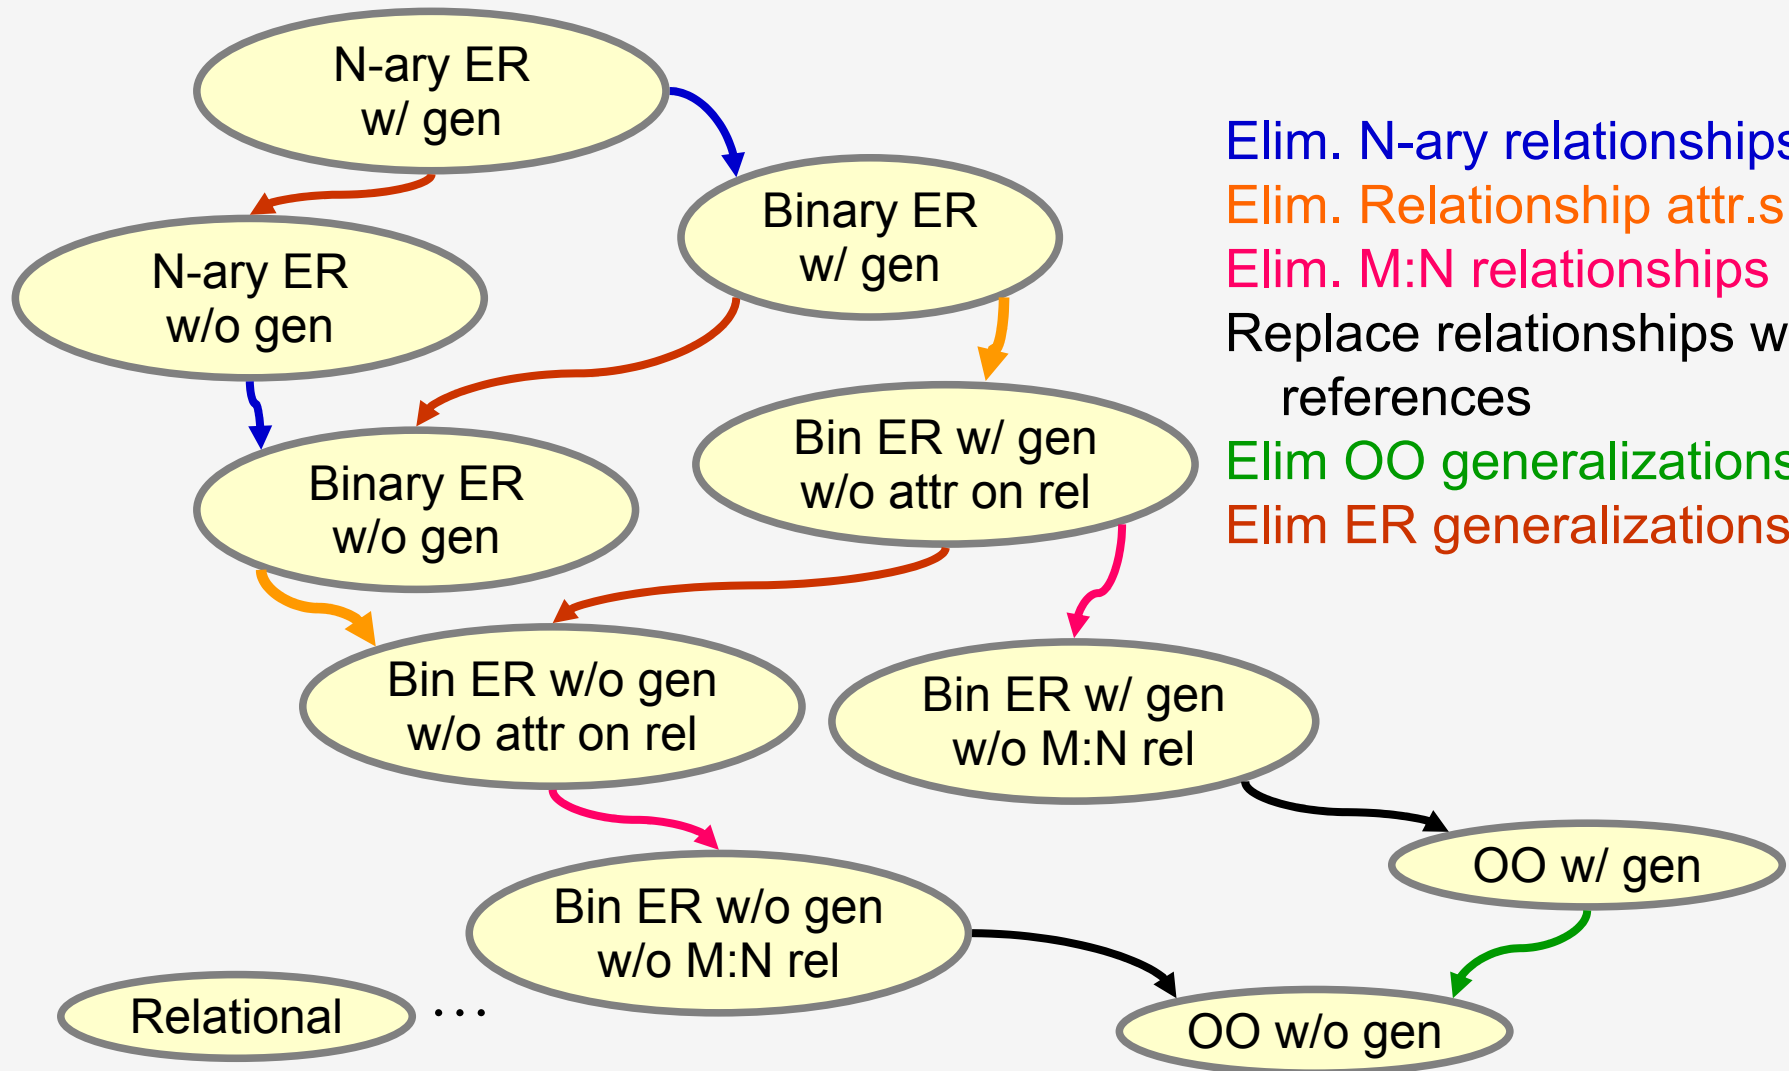 N-ary ER
w/ gen
Binary ER
w/ gen
N-ary ER
w/o gen
Bin ER w/ gen
w/o attr on rel
Binary ER
w/o gen
Bin ER w/o gen
w/o attr on rel
Bin ER w/ gen
w/o M:N rel
OO w/ gen
Bin ER w/o gen
w/o M:N rel
Relational
...
OO w/o gen
Elim. N-ary relationships
Elim. Relationship attr.s
Elim. M:N relationships
Replace relationships w
references
Elim OO generalizations
Elim ER generalizations